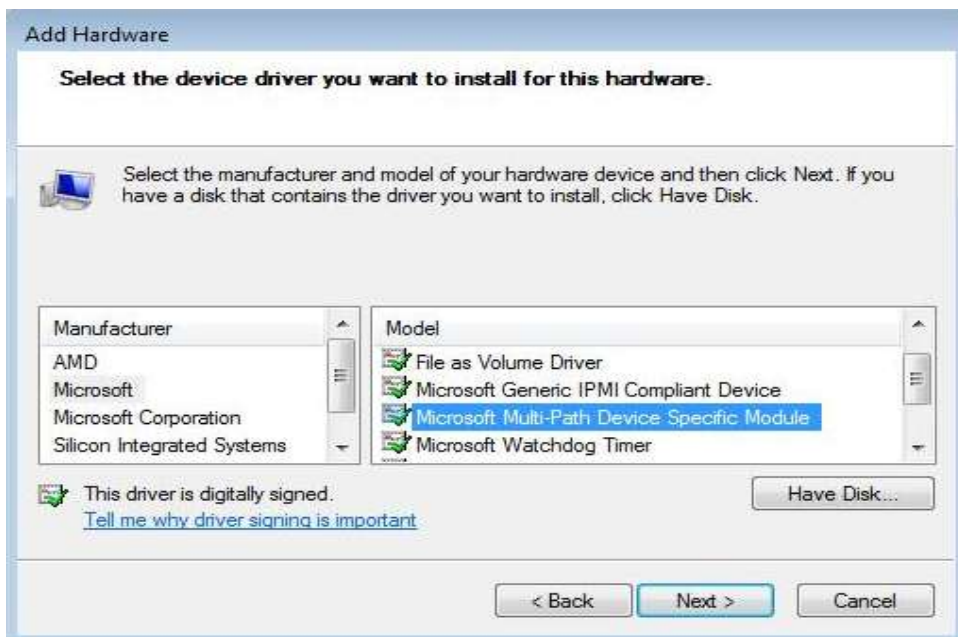 Add Hardware
Select the device driver you want to install for this hardware.
Select the manufacturer and model of your hardware device and then click Next. If you
have a disk that contains the driver you want to install, click Have Disk.
Manufacturer
AMD
Microsoft
Microsoft Corporation
Silicon Integrated Systems
Model
File as Volume Driver
Microsoft Generic IPMI Compliant Device
Microsoft Multi-Path Device Specific Module
Microsoft Watchdog Timer
This driver is digitally signed.
Tell me why driver signing is important
Have Disk...
< Back
Next >
Cancel